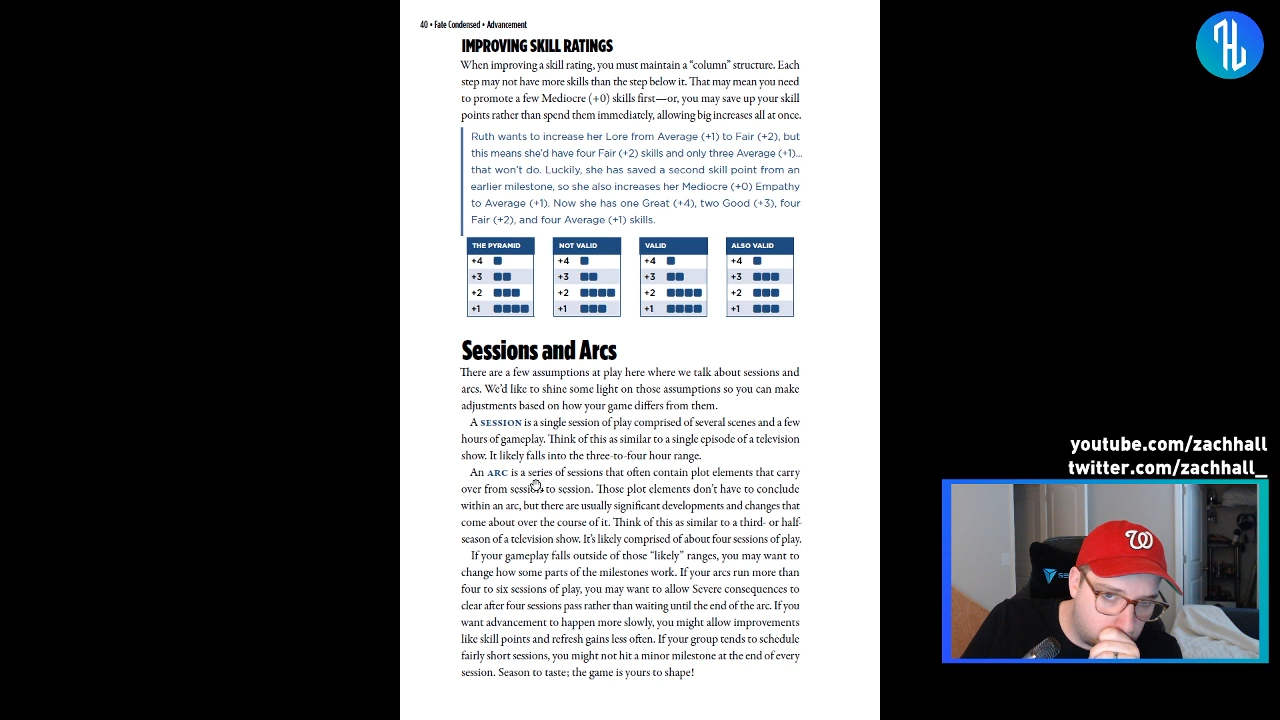 40 • Fate Condensed • Advancement
IMPROVING SKILL RATINGS
When improving a skill rating, you must maintain a “column” structure. Each
step may not have more skills than the step below it. That may mean you need
to promote a few Mediocre (+0) skills first—or, you may save up your skill
points rather than spend them immediately, allowing big increases all at once.
Ruth wants to increase her Lore from Average (+1) to Fair (+2), but
this means she’d have four Fair (+2) skills and only three Average (+1)...
that won’t do. Luckily, she has saved a second skill point from an
earlier milestone, so she also increases her Mediocre (+0) Empathy
to Average (+1). Now she has one Great (+4), two Good (+3), four
Fair (+2), and four Average (+1) skills.
THE PYRAMID
+4
+3
+2
+1
NOT VALID
+4
+3
+2
+1
VALID
+4
+3
+2
+1
ALSO VALID
+4
+3
+2
+1
Sessions and Arcs
There are a few assumptions at play here where we talk about sessions and
arcs. We’d like to shine some light on those assumptions so you can make
adjustments based on how your game differs from them.
A SESSION is a single session of play comprised of several scenes and a few
hours of gameplay. Think of this as similar to a single episode of a television
show. It likely falls into the three-to-four hour range.
An ARC is a series of sessions that often contain plot elements that carry
over from session to session. Those plot elements don’t have to conclude
within an arc, but there are usually significant developments and changes that
come about over the course of it. Think of this as similar to a third- or half-
season of a television show. It’s likely comprised of about four sessions of play.
If your gameplay falls outside of those “likely” ranges, you may want to
change how some parts of the milestones work. If your arcs run more than
four to six sessions of play, you may want to allow Severe consequences to
clear after four sessions pass rather than waiting until the end of the arc. If you
want advancement to happen more slowly, you might allow improvements
like skill points and refresh gains less often. If your group tends to schedule
fairly short sessions, you might not hit a minor milestone at the end of every
session. Season to taste; the game is yours to shape!
youtube.com/zachhall
twitter.com/zachhall_
W